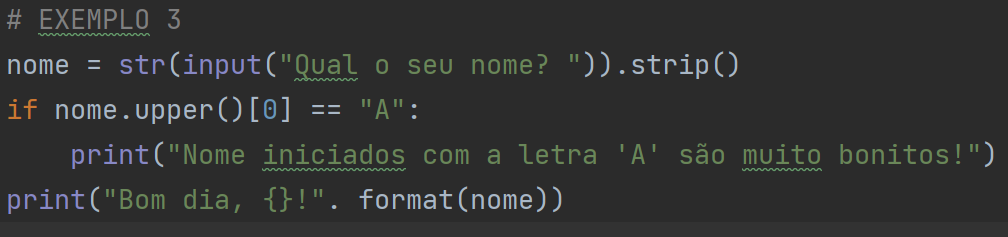 # EXEMPLO 3
nome = str(input("Qual o seu nome? ")).strip()
if nome.upper()[0] == "A":
    print("Nome iniciados com a letra 'A' são muito bonitos!")
print("Bom dia, {}!". format(nome))